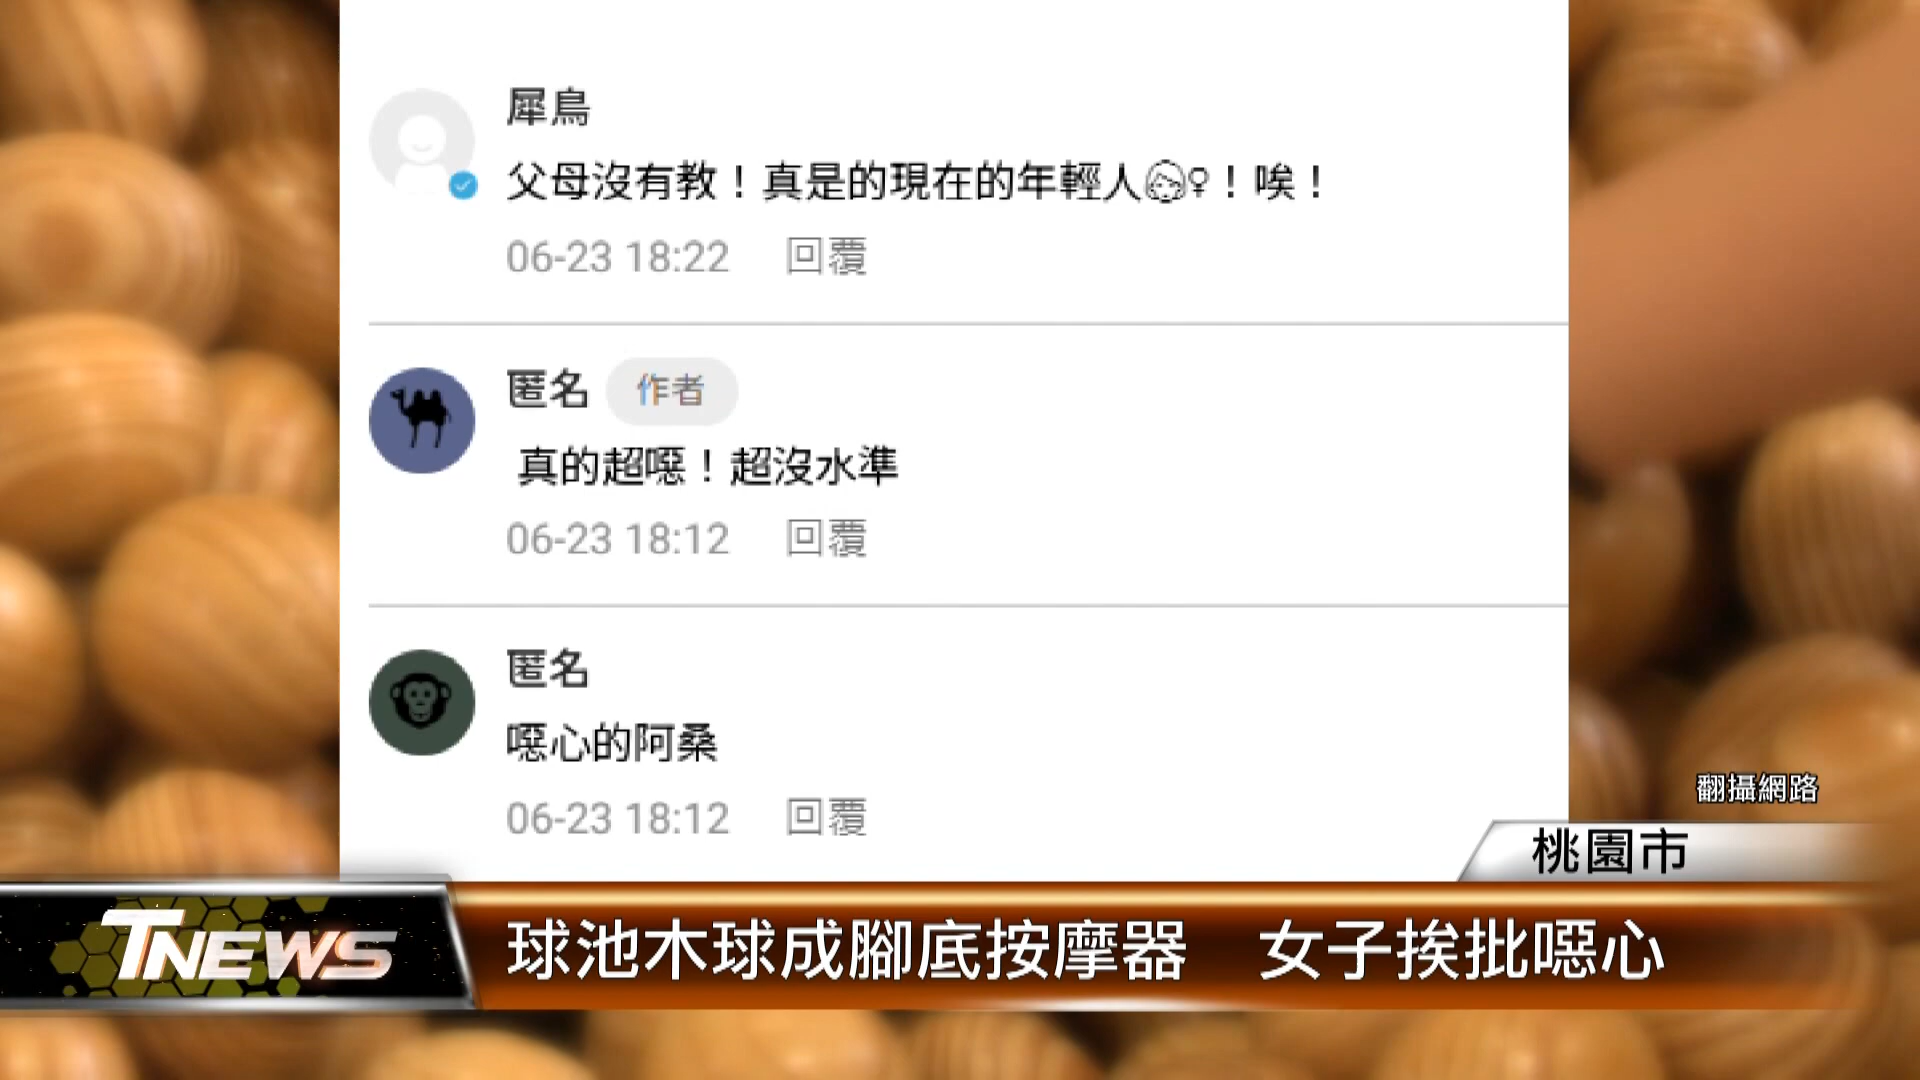 犀鳥
父母沒有教！真是的現在的年輕人🤦♀！唉！
06-23 18:22 回覆
匿名 作者
真的超噁！超沒水準
06-23 18:12 回覆
匿名
噁心的阿桑
06-23 18:12 回覆
翻攝網路
桃園市
TNEWS 球池木球成腳底按摩器 女子挨批噁心